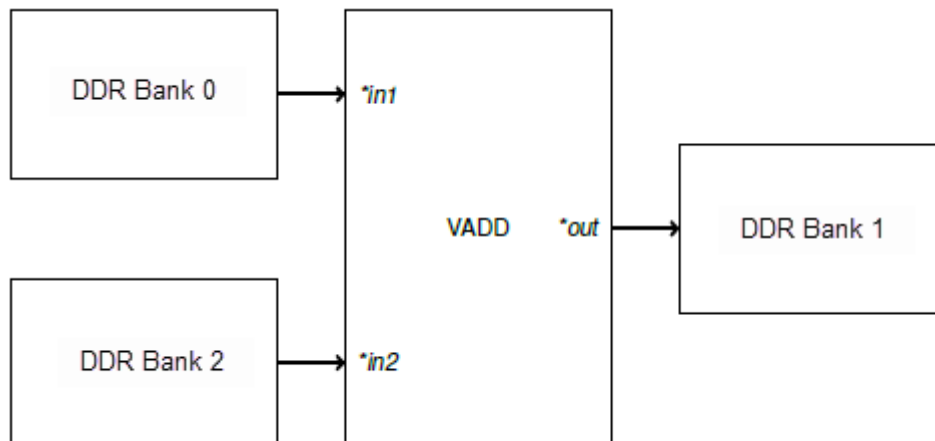 DDR Bank 0
*in1
VADD
*out
DDR Bank 1
DDR Bank 2
*in2